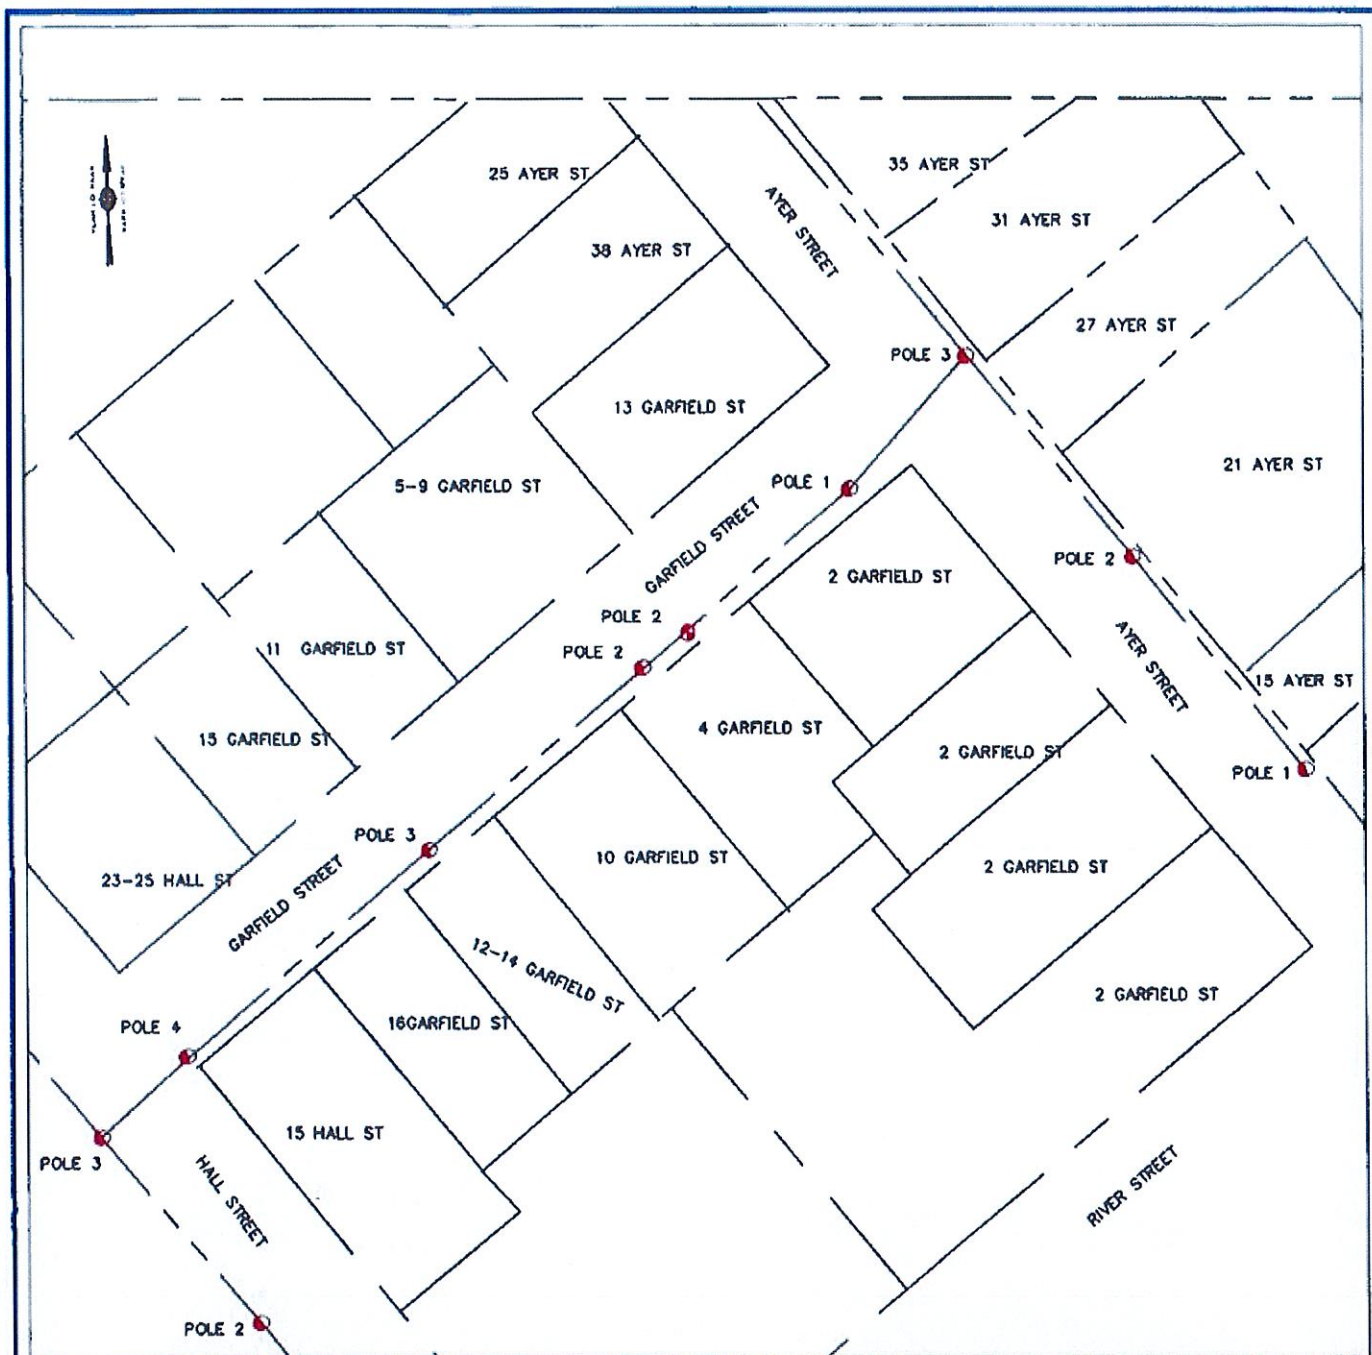 25 AYER ST
35 AYER ST
AYER STREET
31 AYER ST
38 AYER ST
27 AYER ST
POLE 3
13 GARFIELD ST
21 AYER ST
5-9 GARFIELD ST
POLE 1
GARFIELD STREET
POLE 2
2 GARFIELD ST
POLE 2
POLE 2
11 GARFIELD ST
AYER STREET
15 AYER ST
4 GARFIELD ST
13 GARFIELD ST
2 GARFIELD ST
POLE 1
POLE 3
10 GARFIELD ST
2 GARFIELD ST
23-25 HALL ST
GARFIELD STREET
12-14 GARFIELD ST
2 GARFIELD ST
16GARFIELD ST
POLE 4
15 HALL ST
POLE 3
HALL STREET
RIVER STREET
POLE 2